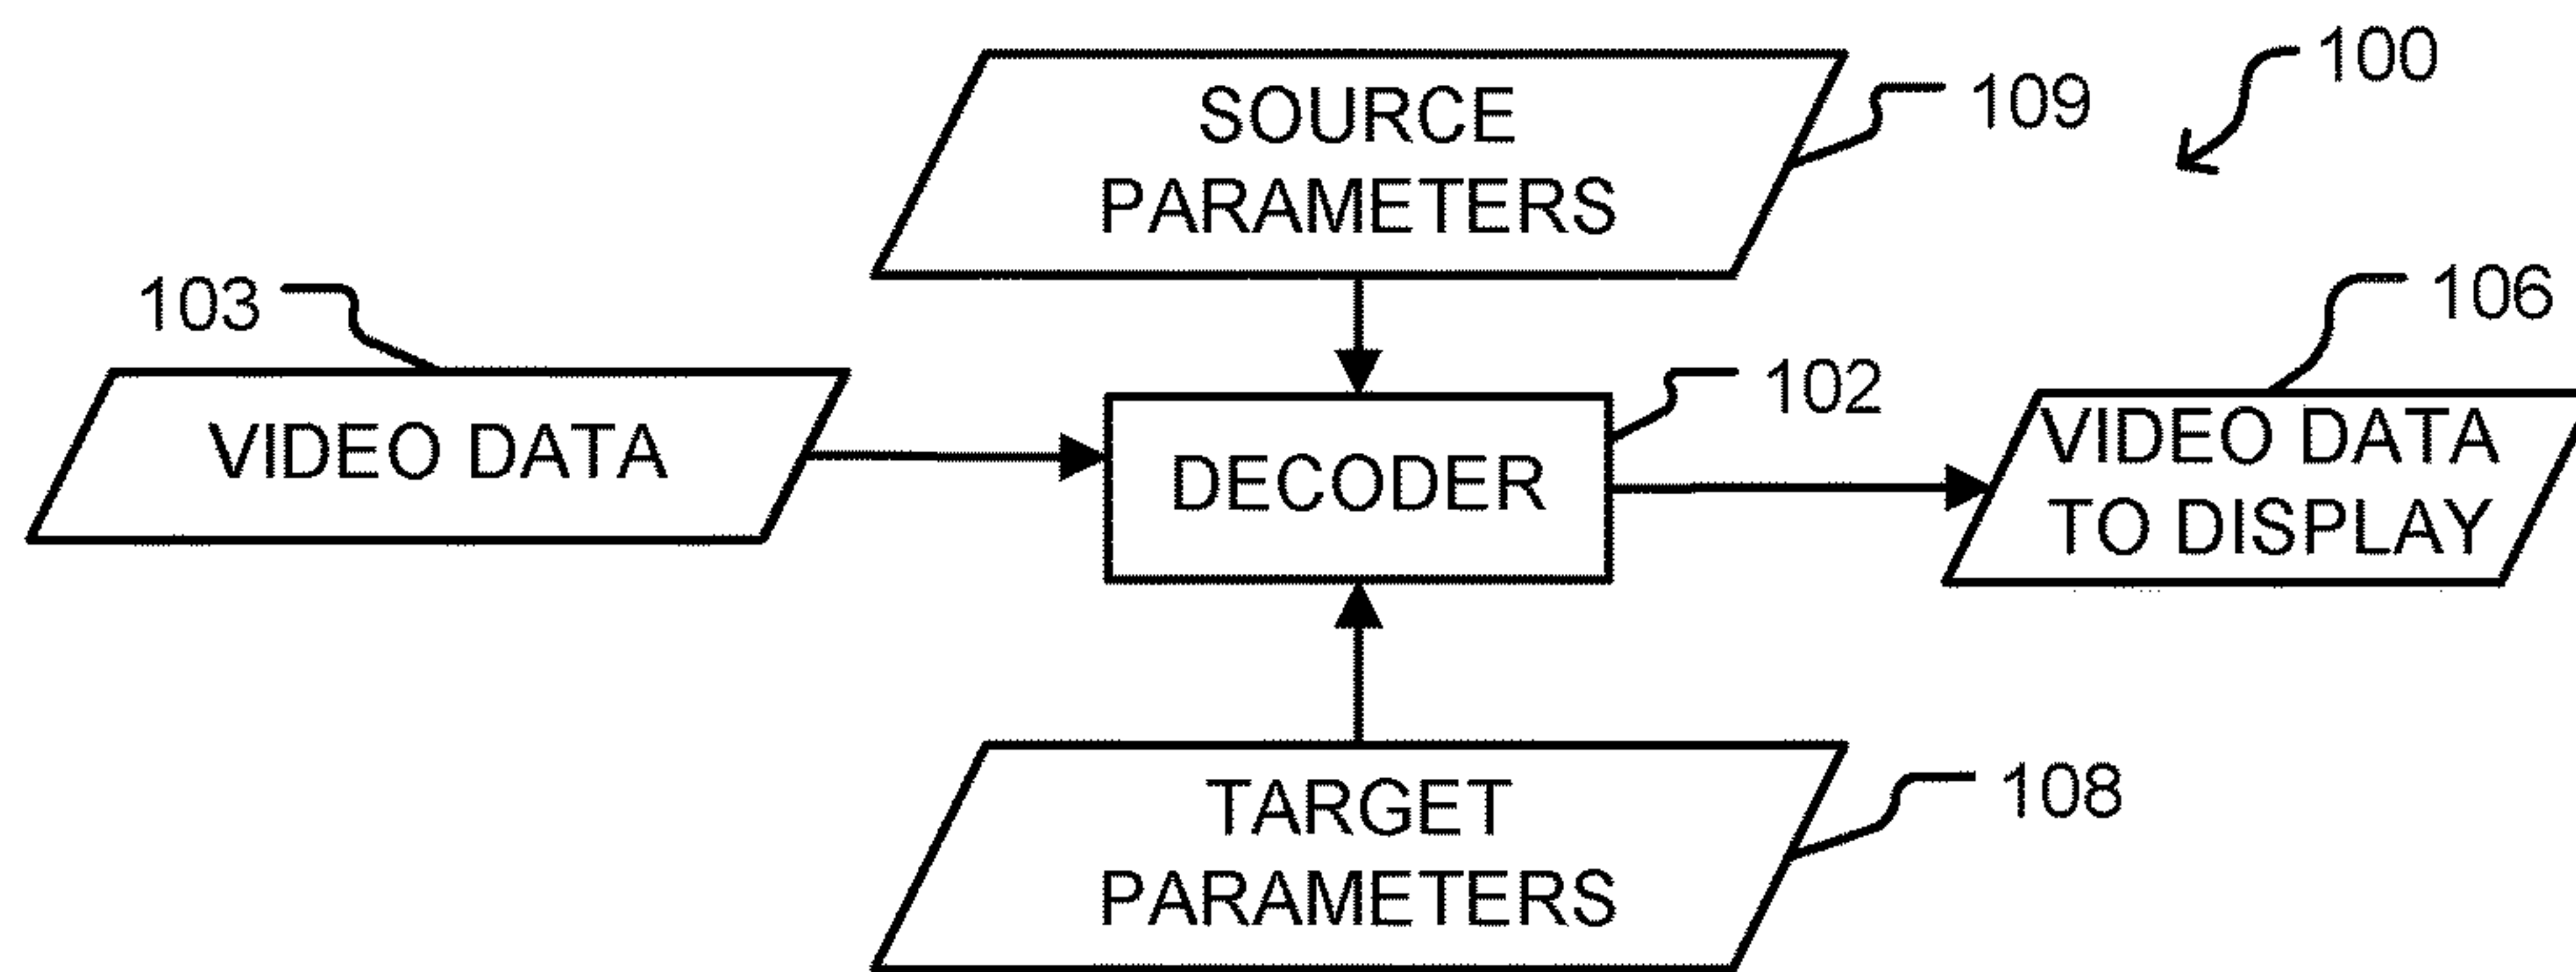 100
SOURCE
PARAMETERS
109
103
VIDEO DATA
102
DECODER
106
VIDEO DATA
TO DISPLAY
TARGET
PARAMETERS
108